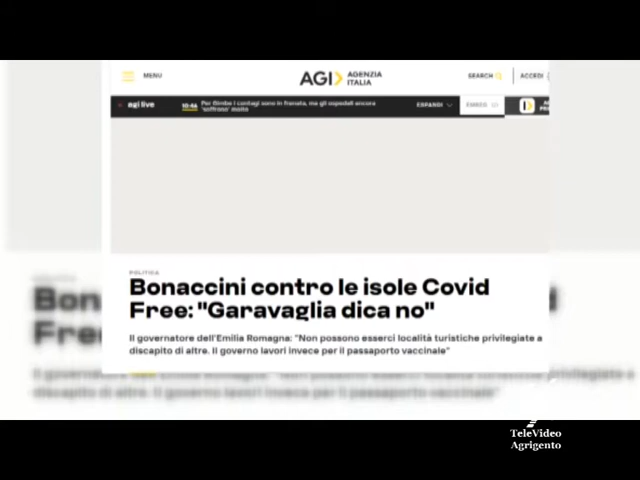 MENU
AGI AGENZIA
ITALIA
SEARCH
ACCEDI
agi live
10:46
Per Gimbe i contagi sono in frenata, ma gli ospedali ancora
"soffrono" molto
ESPANDI
POLITICA
Bonaccini contro le isole Covid
Free: "Garavaglia dica no"
Il governatore dell'Emilia Romagna: "Non possono esserci località turistiche privilegiate a
discapito di altre. Il governo lavori invece per il passaporto vaccinale"
TeleVideo
Agrigento